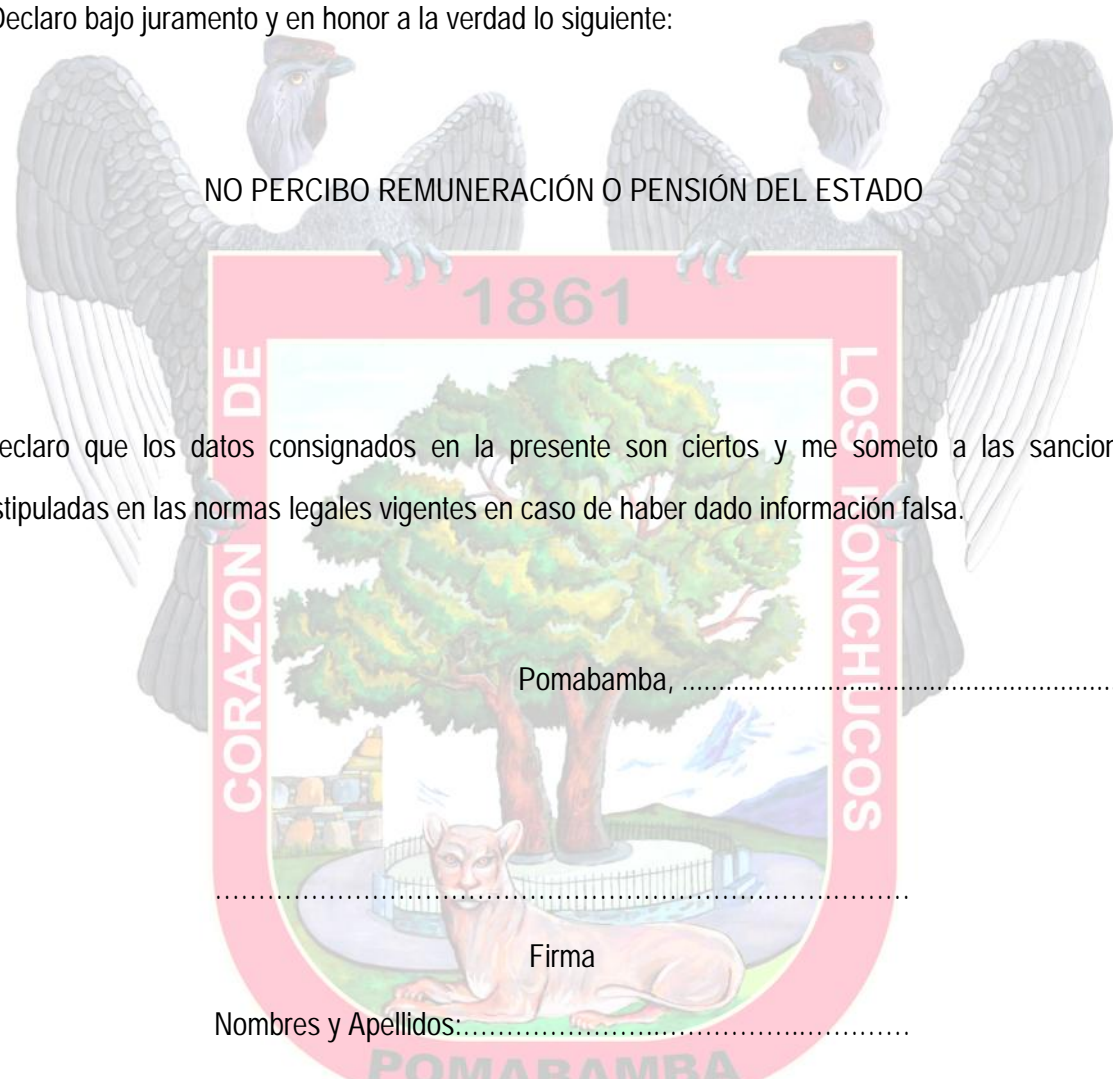 Declaro bajo juramento y en honor a la verdad lo siguiente:
NO PERCIBO REMUNERACIÓN O PENSIÓN DEL ESTADO
1861
CORAZON DE
LOS CONCHUCOS
eclaro que los datos consignados en la presente son ciertos y me someto a las sancion
stipuladas en las normas legales vigentes en caso de haber dado información falsa.
Pomabamba, ............................................................
................................................................................
Firma
Nombres y Apellidos:......................................................
POMABAMBA